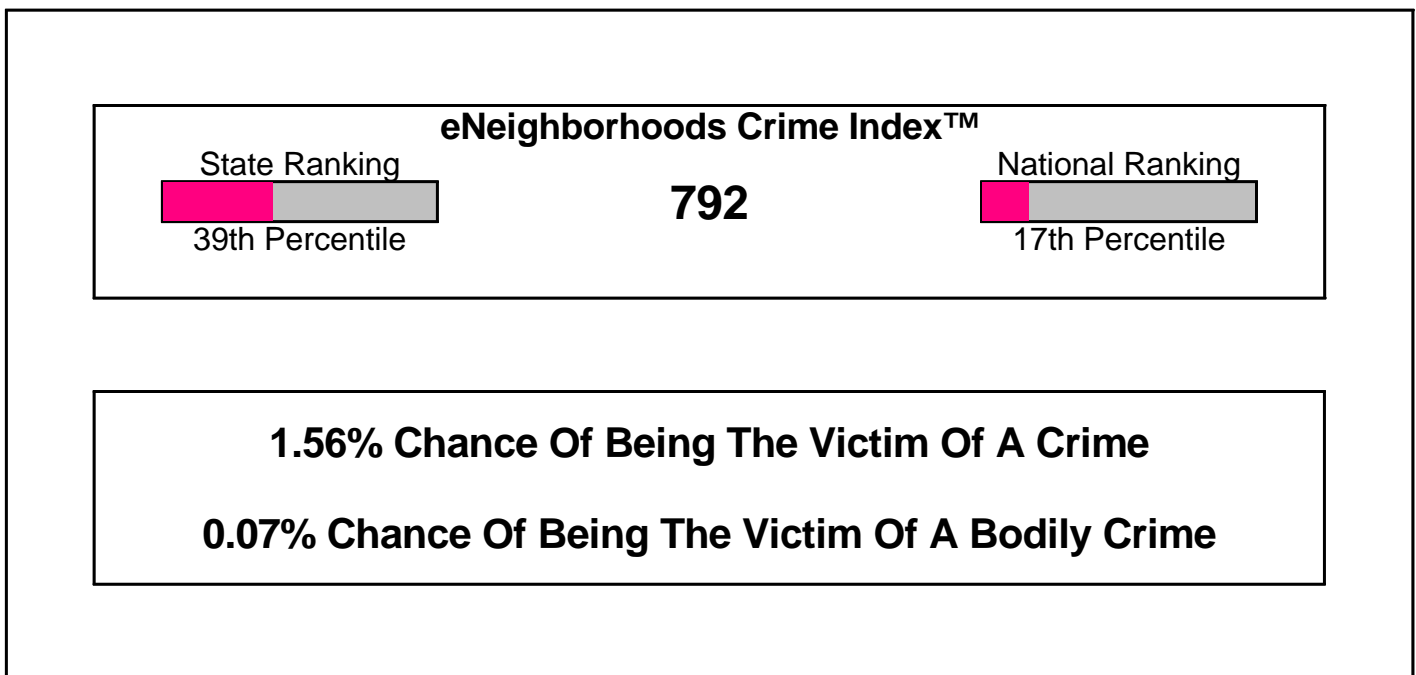 eNeighborhoods Crime Index™
State Ranking
39th Percentile
792
National Ranking
17th Percentile
1.56% Chance Of Being The Victim Of A Crime
0.07% Chance Of Being The Victim Of A Bodily Crime